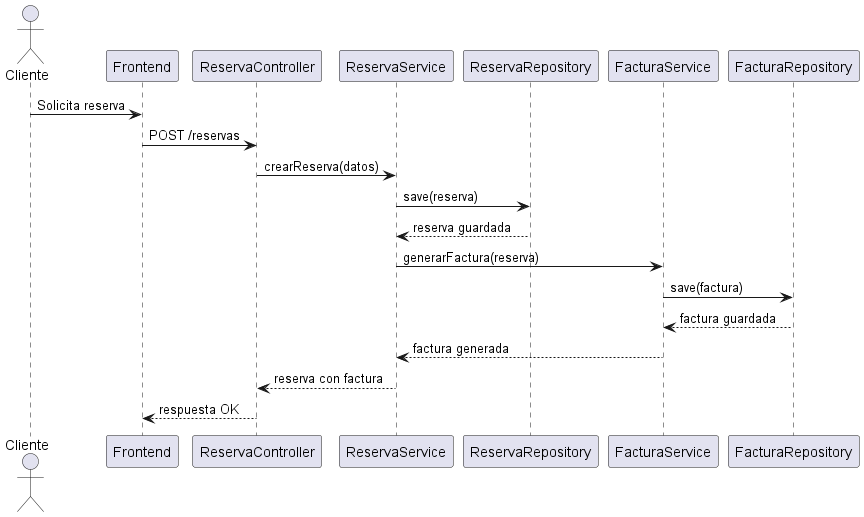 Cliente
Frontend
ReservaController
ReservaService
ReservaRepository
FacturaService
FacturaRepository
Solicita reserva
POST /reservas
crearReserva(datos)
save(reserva)
reserva guardada
generarFactura(reserva)
save(factura)
factura guardada
factura generada
reserva con factura
respuesta OK
Cliente
Frontend
ReservaController
ReservaService
ReservaRepository
FacturaService
FacturaRepository